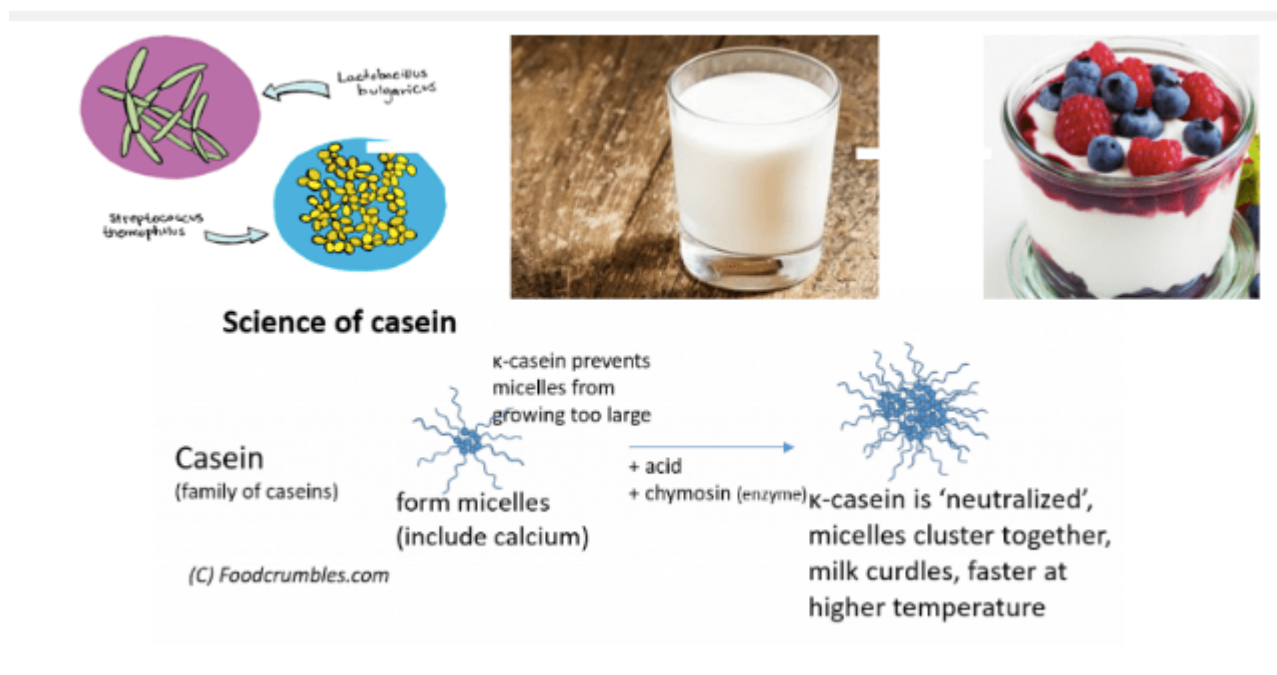 Lactobacillus
bulgaricus
Streptococcus
thermophilus
Science of casein
κ-casein prevents
micelles from
growing too large
Casein
(family of caseins)
form micelles
(include calcium)
+ acid
+ chymosin (enzyme)
κ-casein is ‘neutralized’,
micelles cluster together,
milk curdles, faster at
higher temperature
(C) Foodcrumbles.com